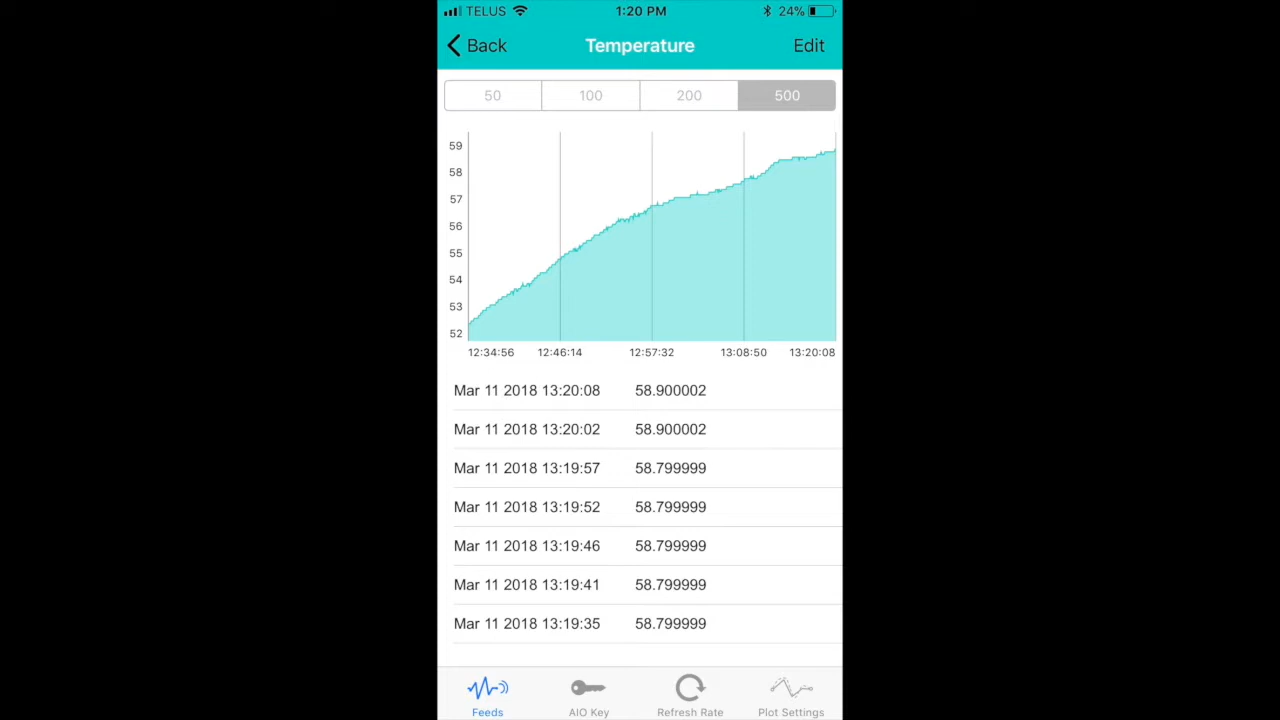 TELUS 1:20 PM 24%
Back Temperature Edit
50 100 200 500
59
58
57
56
55
54
53
52
12:34:56 12:46:14 12:57:32 13:08:50 13:20:08
Mar 11 2018 13:20:08 58.900002
Mar 11 2018 13:20:02 58.900002
Mar 11 2018 13:19:57 58.799999
Mar 11 2018 13:19:52 58.799999
Mar 11 2018 13:19:46 58.799999
Mar 11 2018 13:19:41 58.799999
Mar 11 2018 13:19:35 58.799999
Feeds AIO Key Refresh Rate Plot Settings